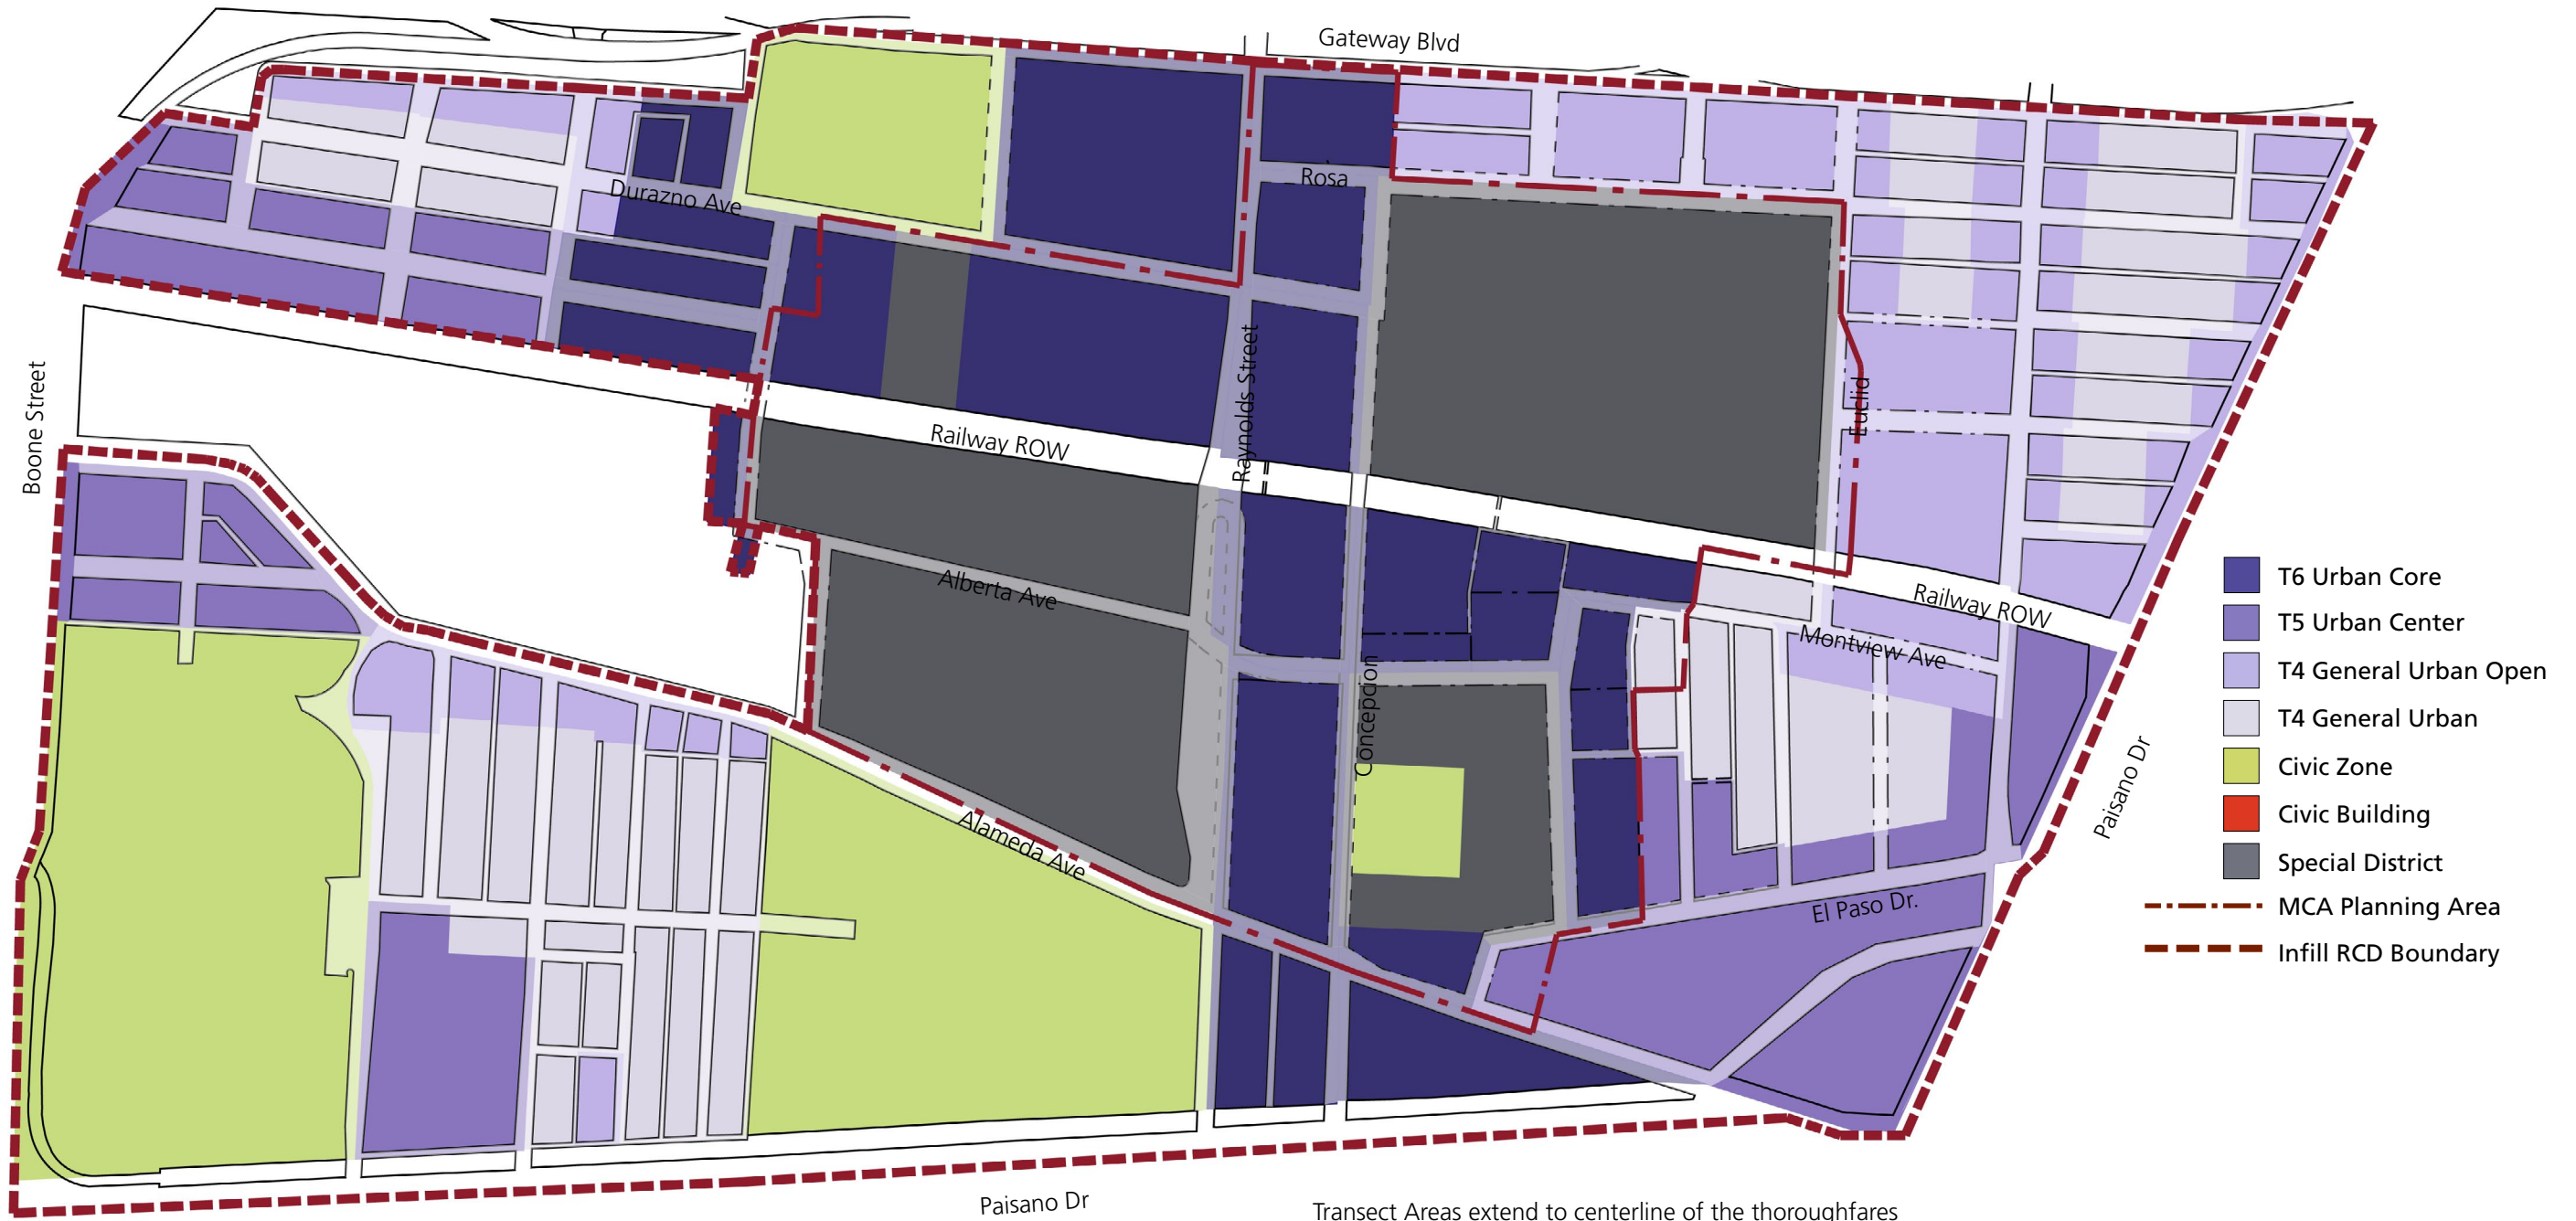 Gateway Blvd
Rosa
Durazno Ave
Boone Street
Raynolds Street
Railway ROW
Euclid
Alberta Ave
Railway ROW
Montview Ave
Concepcion
Paisano Dr
Alameda Ave
El Paso Dr.
Paisano Dr
Transect Areas extend to centerline of the thoroughfares
T6 Urban Core
T5 Urban Center
T4 General Urban Open
T4 General Urban
Civic Zone
Civic Building
Special District
MCA Planning Area
Infill RCD Boundary